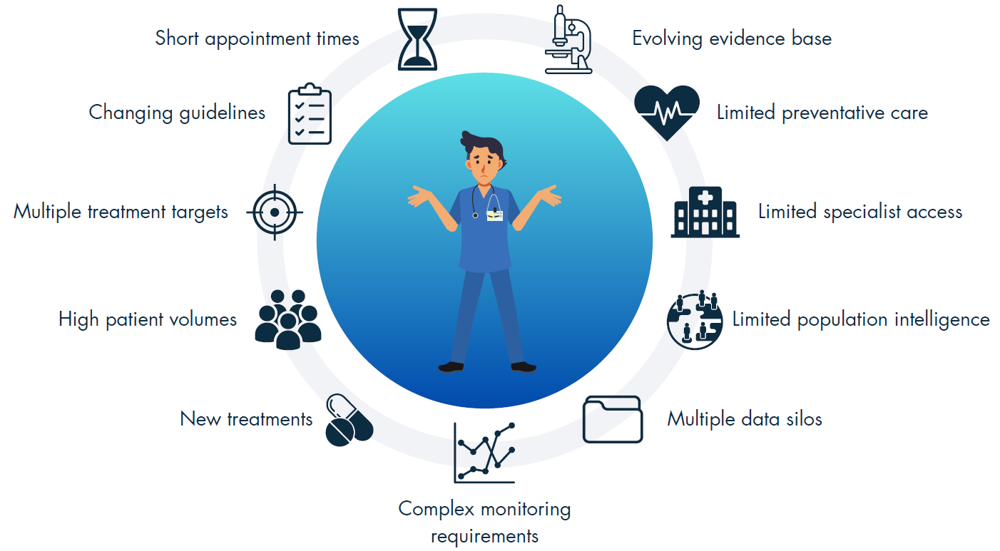 Short appointment times
Evolving evidence base
Changing guidelines
Limited preventative care
Multiple treatment targets
Limited specialist access
High patient volumes
Limited population intelligence
New treatments
Multiple data silos
Complex monitoring
requirements